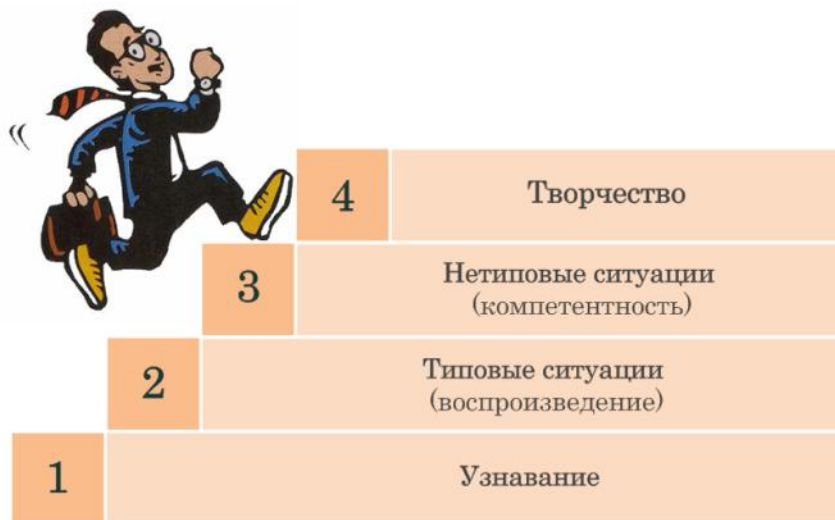 4
Творчество
3
Нетиповые ситуации
(компетентность)
2
Типовые ситуации
(воспроизведение)
1
Узнавание